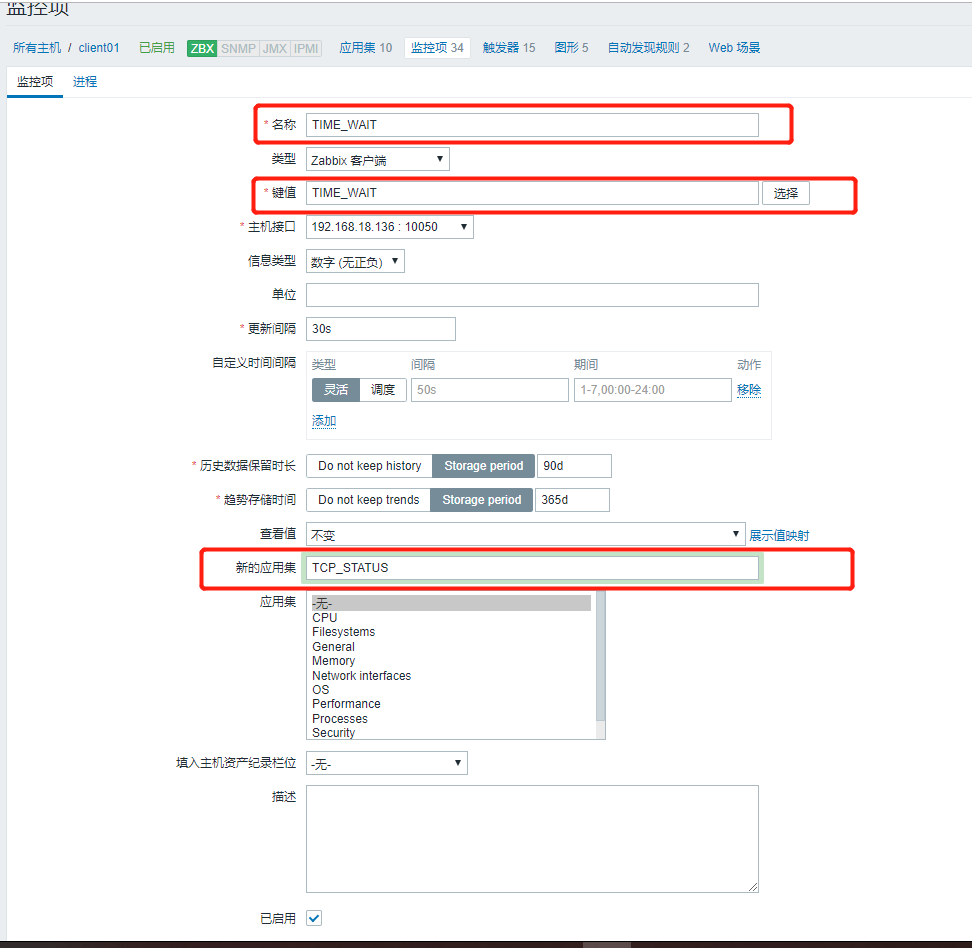 监控项
所有主机 / client01 已启用 ZBX SNMP JMX IPMI 应用集 10 监控项 34 触发器 15 图形 5 自动发现规则 2 Web 场景
监控项 进程
* 名称 TIME_WAIT
类型 Zabbix 客户端
* 键值 TIME_WAIT 选择
* 主机接口 192.168.18.136 : 10050
信息类型 数字 (无正负)
单位
* 更新间隔 30s
自定义时间间隔 类型 间隔 期间 动作
灵活 调度 50s 1-7,00:00-24:00 移除
添加
* 历史数据保留时长 Do not keep history Storage period 90d
* 趋势存储时间 Do not keep trends Storage period 365d
查看值 不变 展示值映射
新的应用集 TCP_STATUS
应用集 -无-
CPU
Filesystems
General
Memory
Network interfaces
OS
Performance
Processes
Security
填入主机资产纪录栏位 -无-
描述
已启用